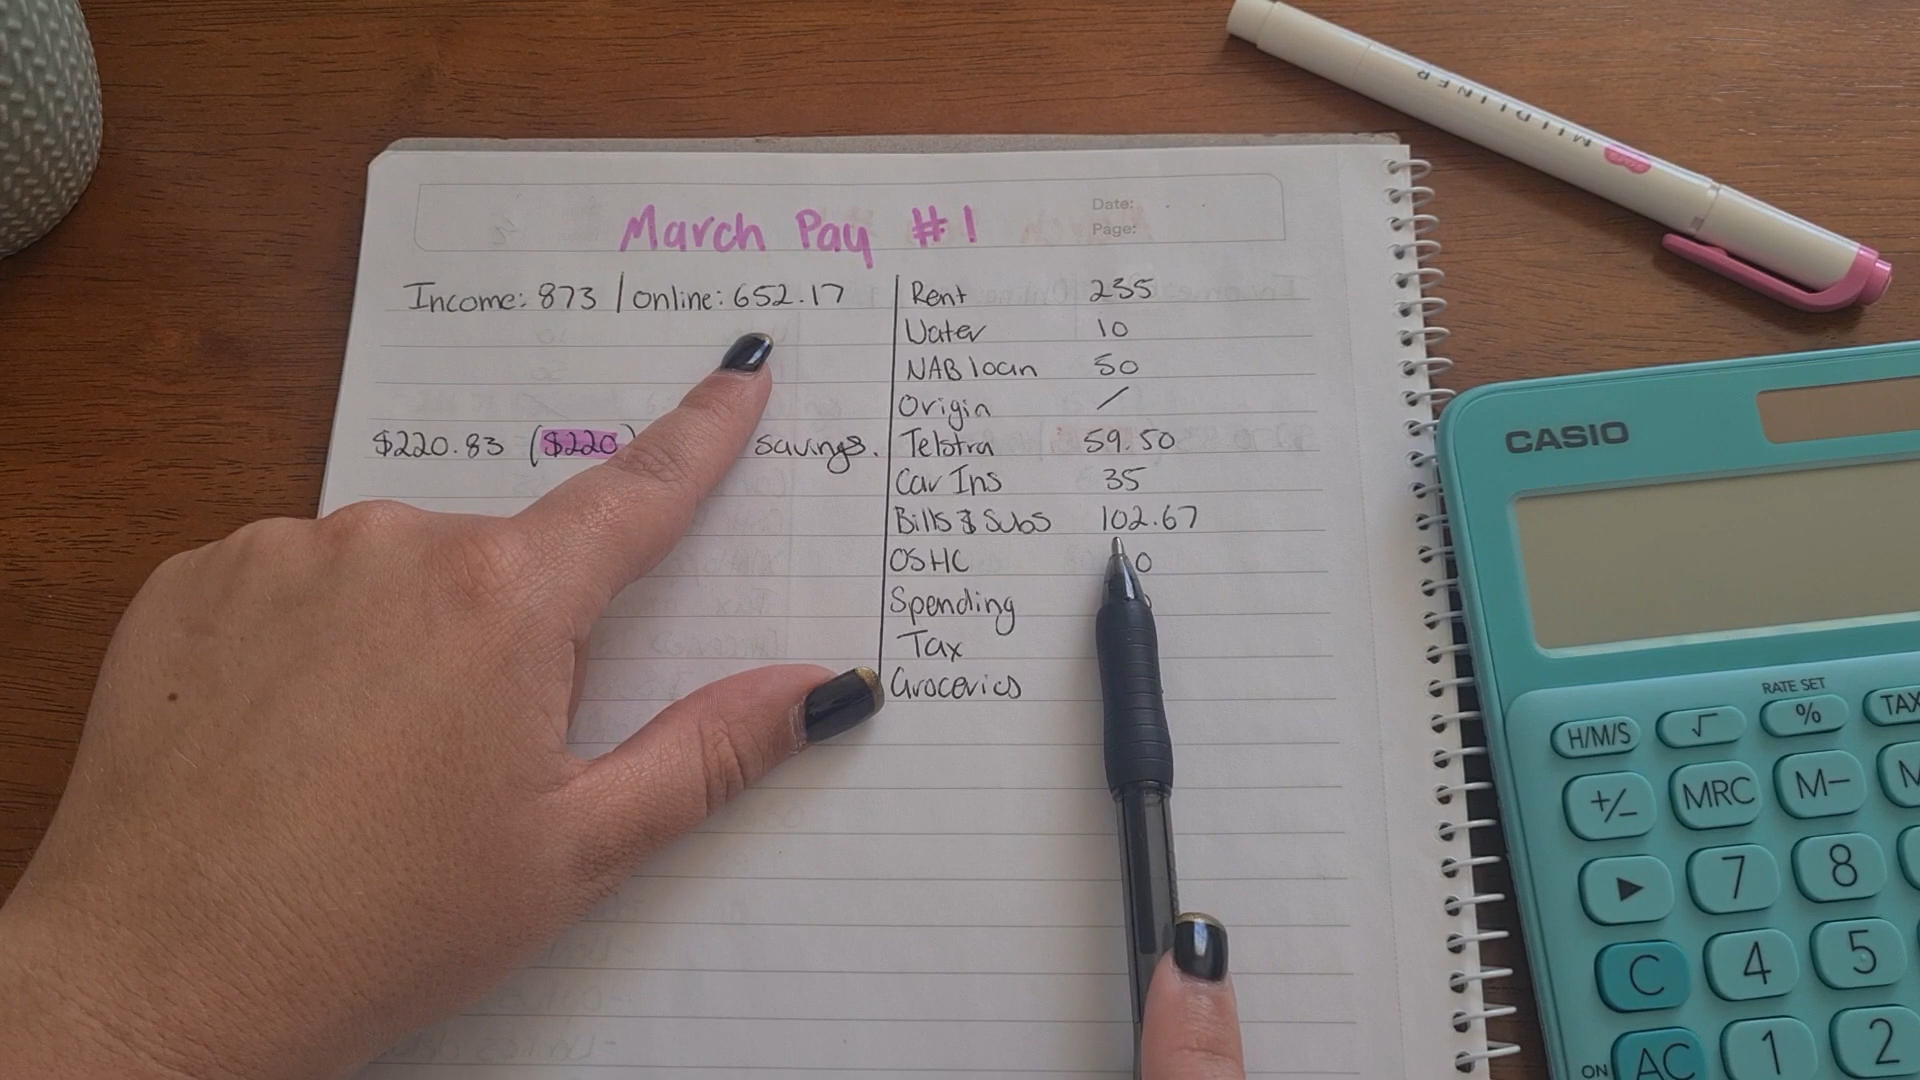 MILDLINER
March Pay #1
Date:
Page:
Income: 873 | online: 652.17
$220.83 ($220) savings.
Rent 235
Water 10
NAB loan 50
Origin /
Telstra 59.50
Car Ins 35
Bills & Subs 102.67
OSHC 0
Spending
Tax
Groceries
CASIO
RATE SET
H/M/S √ % TAX
+/− MRC M−
▶ 7 8
C 4 5
ON AC 1 2